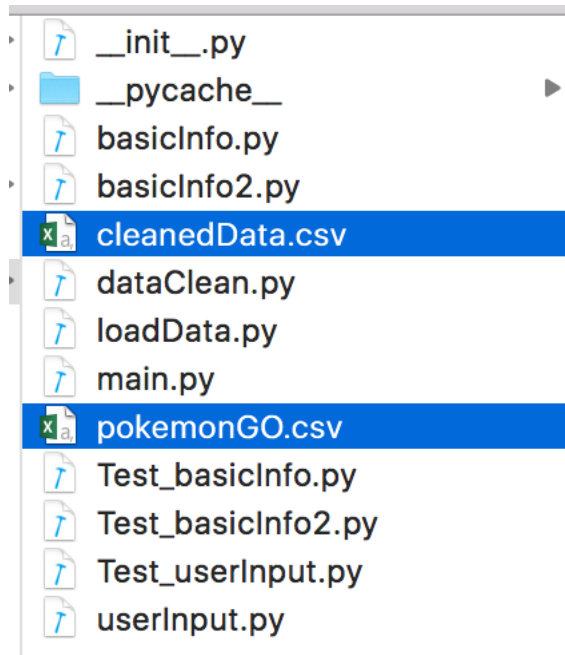 __init__.py
__pycache__
basicInfo.py
basicInfo2.py
cleanedData.csv
dataClean.py
loadData.py
main.py
pokemonGO.csv
Test_basicInfo.py
Test_basicInfo2.py
Test_userInput.py
userInput.py